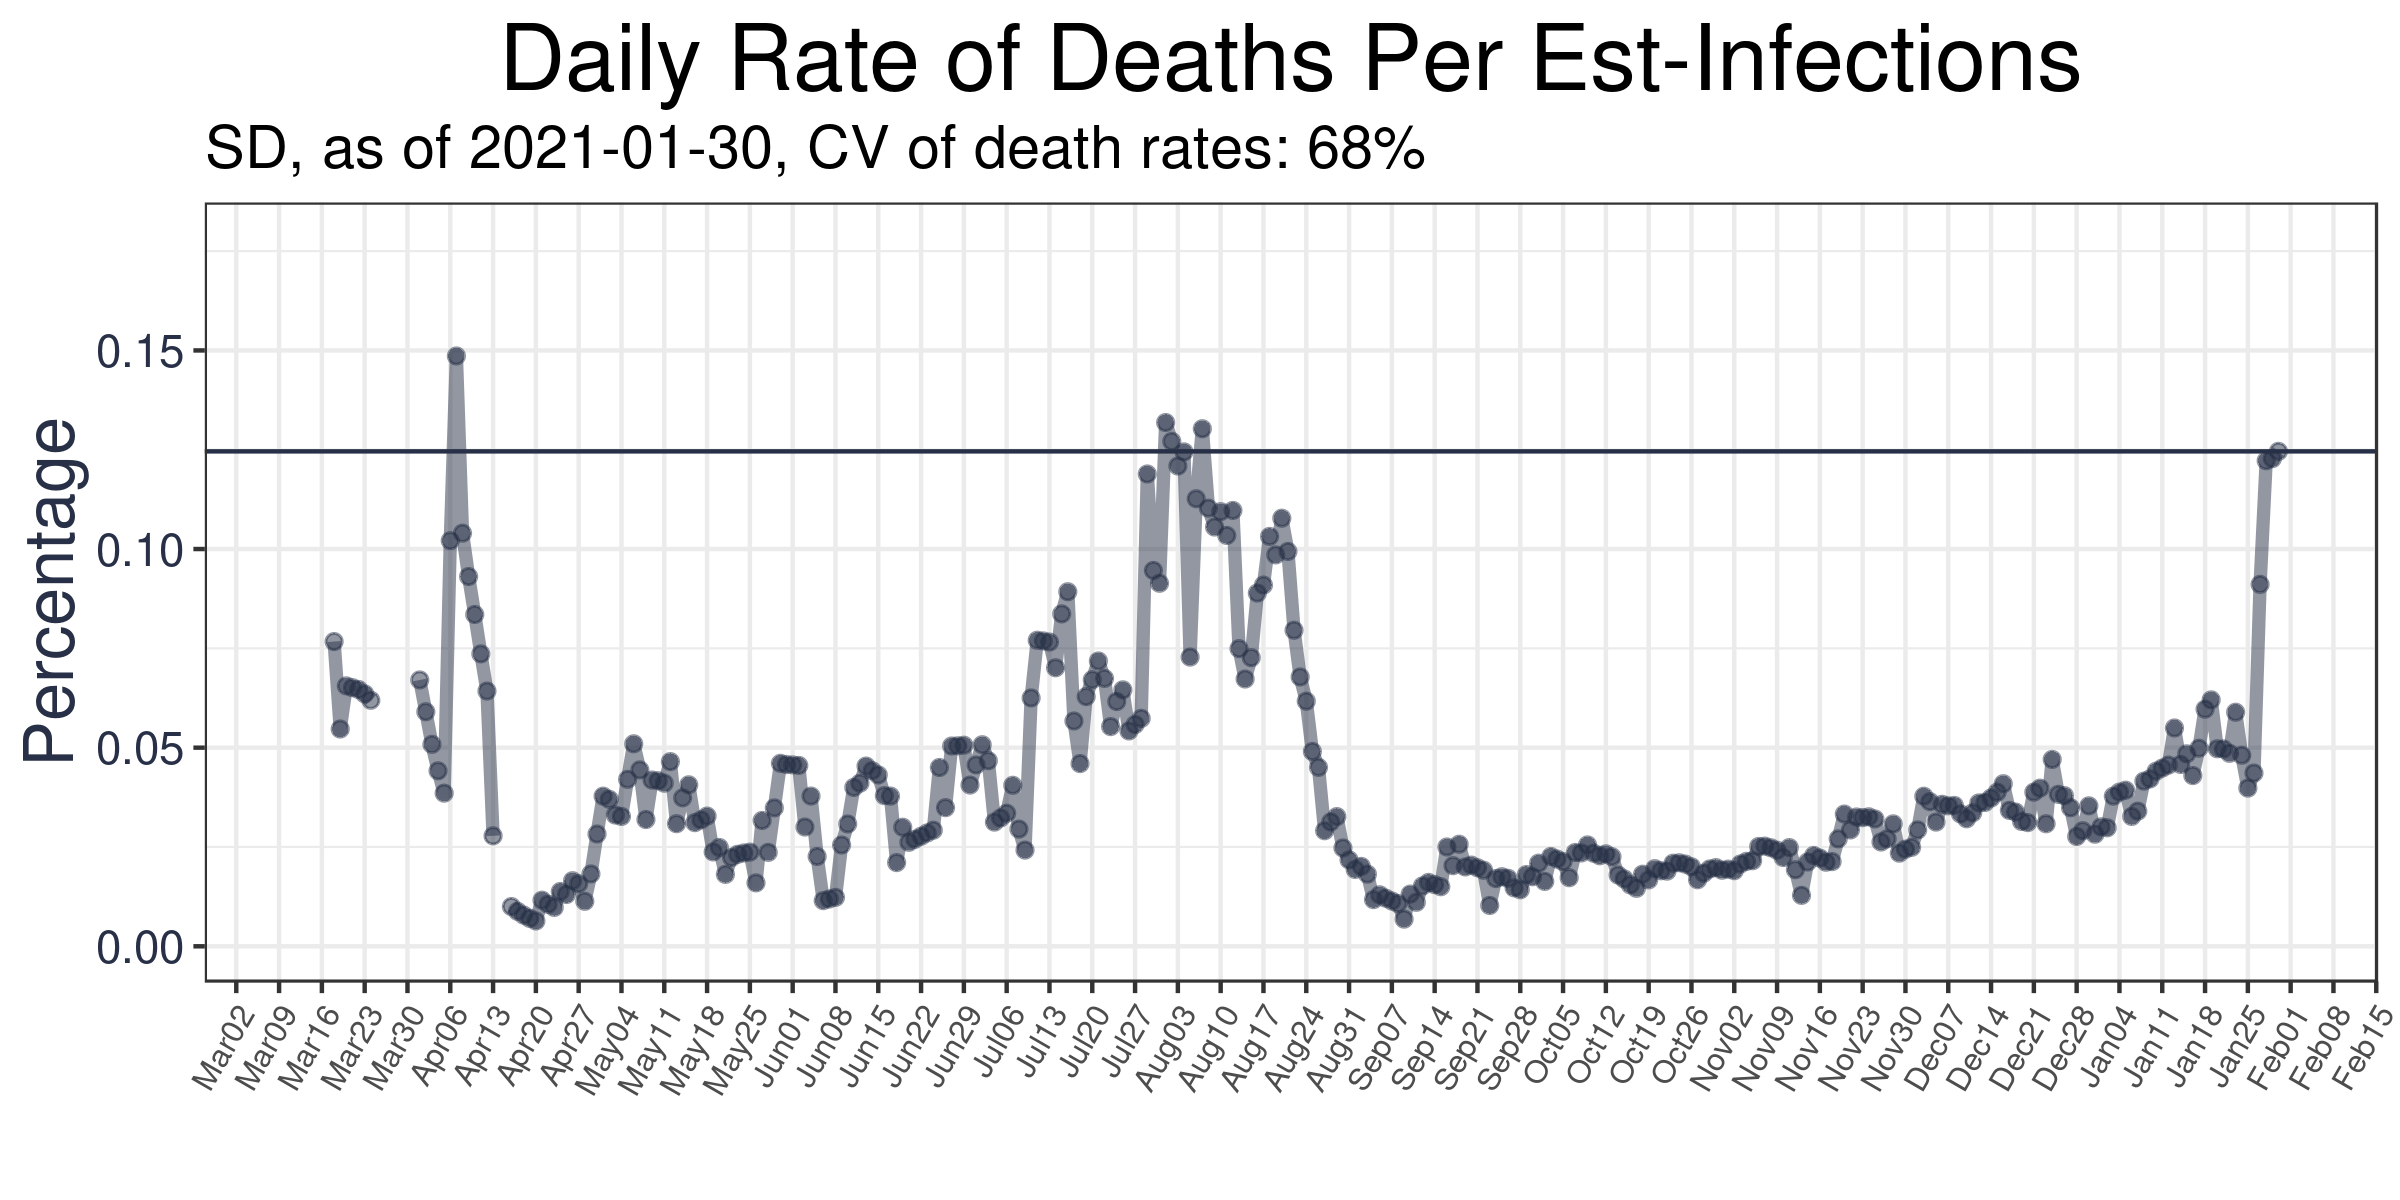 Daily Rate of Deaths Per Est-Infections
SD, as of 2021-01-30, CV of death rates: 68%
Percentage
0.15
0.10
0.05
0.00
Mar02
Mar09
Mar16
Mar23
Mar30
Apr06
Apr13
Apr20
Apr27
May04
May11
May18
May25
Jun01
Jun08
Jun15
Jun22
Jun29
Jul06
Jul13
Jul20
Jul27
Aug03
Aug10
Aug17
Aug24
Aug31
Sep07
Sep14
Sep21
Sep28
Oct05
Oct12
Oct19
Oct26
Nov02
Nov09
Nov16
Nov23
Nov30
Dec07
Dec14
Dec21
Dec28
Jan04
Jan11
Jan18
Jan25
Feb01
Feb08
Feb15